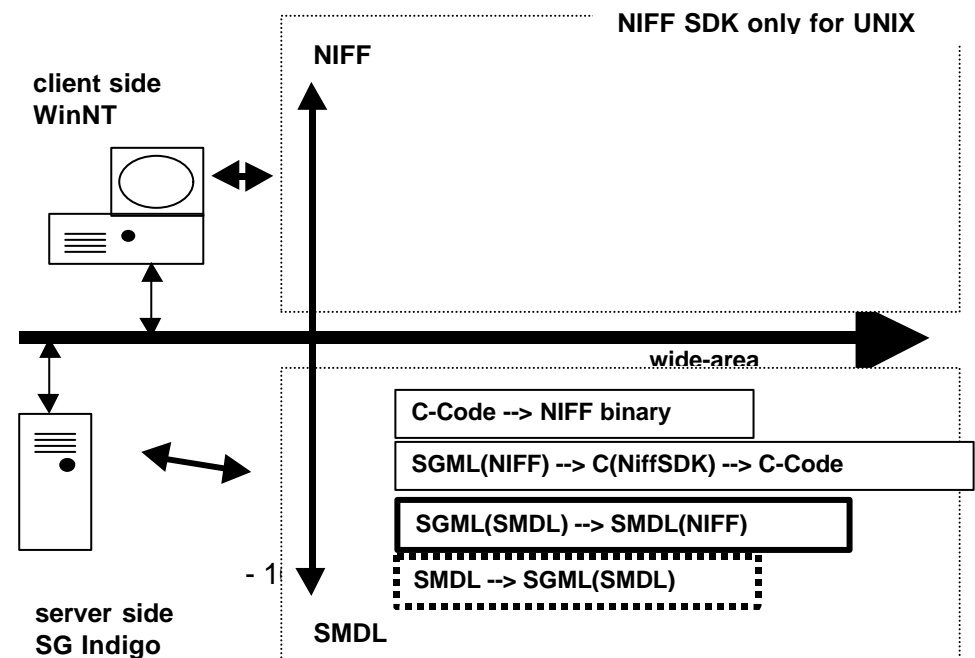 NIFF SDK only for UNIX
NIFF
client side
WinNT
wide-area
C-Code --> NIFF binary
SGML(NIFF) --> C(NiffSDK) --> C-Code
SGML(SMDL) --> SMDL(NIFF)
- 1
SMDL --> SGML(SMDL)
server side
SG Indigo
SMDL